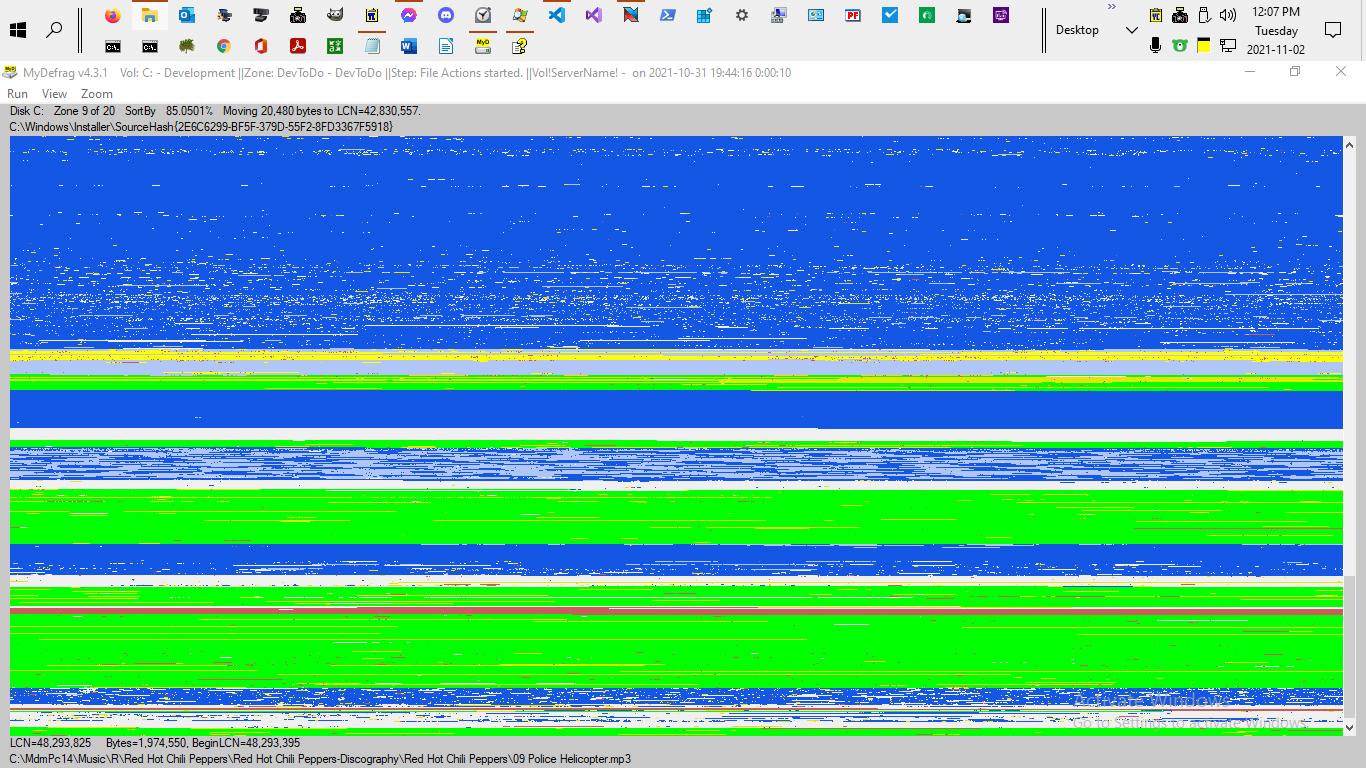 12:07 PM
Desktop
Tuesday
2021-11-02
MyDefrag v4.3.1 Vol: C: - Development ||Zone: DevToDo - DevToDo ||Step: File Actions started. ||Vol!ServerName! - on 2021-10-31 19:44:16 0:00:10
Run View Zoom
Disk C: Zone 9 of 20 SortBy 85.0501% Moving 20,480 bytes to LCN=42,830,557.
C:\Windows\Installer\SourceHash{2E6C6299-BF5F-379D-55F2-8FD3367F5918}
Activate Windows
Go to Settings to activate Windows.
LCN=48,293,825 Bytes=1,974,550, BeginLCN=48,293,395
C:\MdmPc14\Music\R\Red Hot Chili Peppers\Red Hot Chili Peppers-Discography\Red Hot Chili Peppers\09 Police Helicopter.mp3